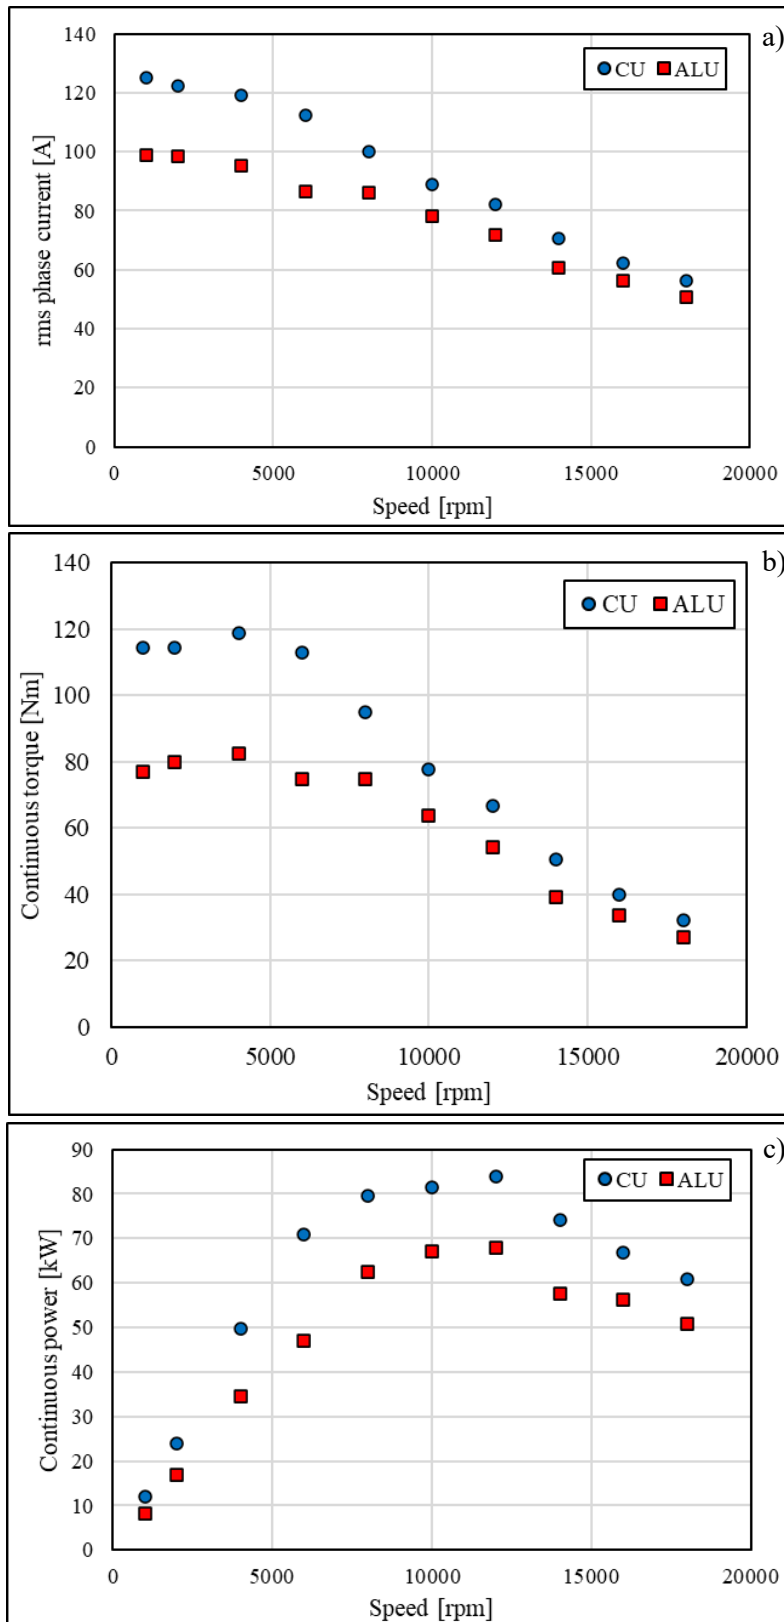 a)
CU ALU
140
120
100
80
60
40
20
0
rms phase current [A]
0 5000 10000 15000 20000
Speed [rpm]
b)
CU ALU
140
120
100
80
60
40
20
0
Continuous torque [Nm]
0 5000 10000 15000 20000
Speed [rpm]
c)
CU ALU
90
80
70
60
50
40
30
20
10
0
Continuous power [kW]
0 5000 10000 15000 20000
Speed [rpm]